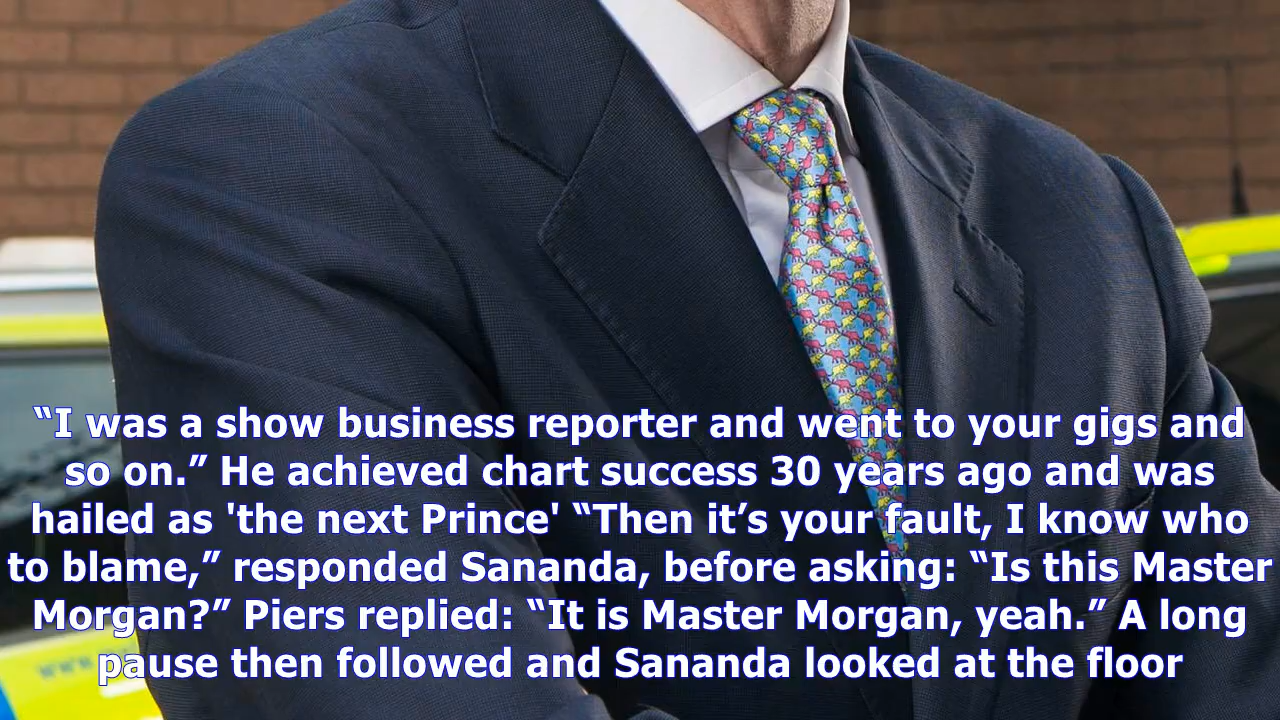 “I was a show business reporter and went to your gigs and
so on.” He achieved chart success 30 years ago and was
hailed as 'the next Prince' “Then it’s your fault, I know who
to blame,” responded Sananda, before asking: “Is this Master
Morgan?” Piers replied: “It is Master Morgan, yeah.” A long
pause then followed and Sananda looked at the floor